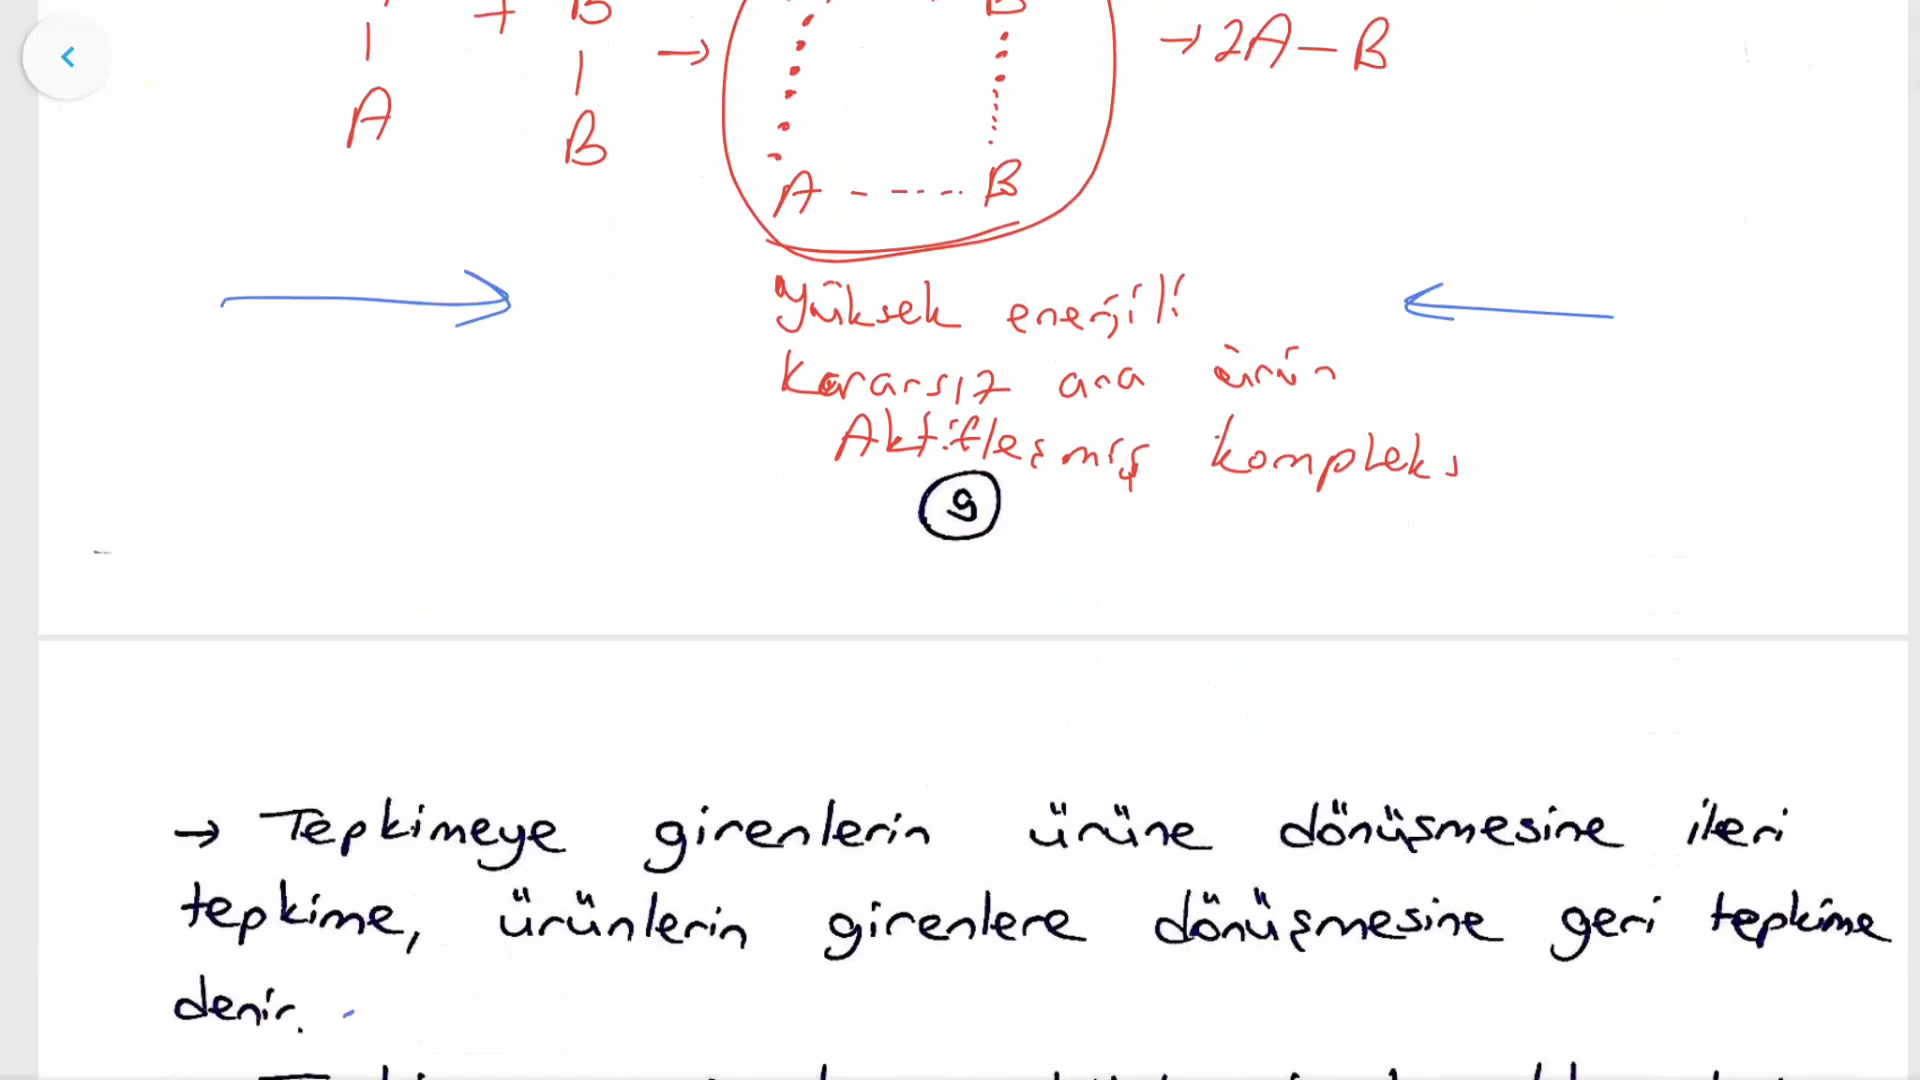 + B B → 2A – B
A
B
A B
Yüksek enerjili
Kararsız ara ürün
Aktifleşmiş kompleks
9
→ Tepkimeye girenlerin ürüne dönüşmesine ileri
tepkime, ürünlerin girenlere dönüşmesine geri tepkime
denir.